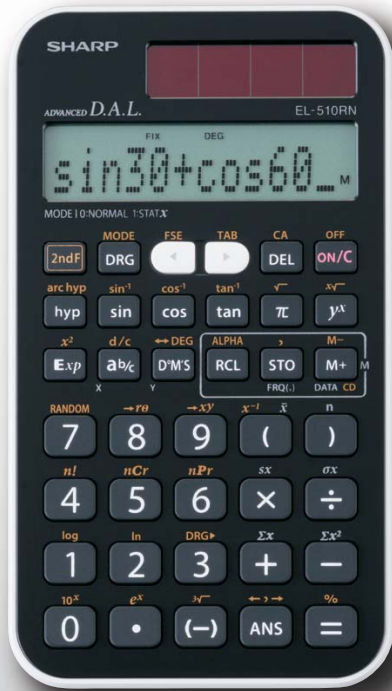 SHARP
ADVANCED D.A.L. EL-510RN
FIX DEG
sin30+cos60_ M
MODE 0:NORMAL 1:STAT x
MODE FSE TAB CA OFF
2ndF DRG ◀ ▶ DEL ON/C
arc hyp sin⁻¹ cos⁻¹ tan⁻¹ √ ˣ√
hyp sin cos tan π yˣ
x² d/c ↔DEG ALPHA , M−
Exp ab/c D°M'S RCL STO M+ M
X Y FRQ(.) DATA CD
RANDOM →rθ →xy x⁻¹ x̄ n
7 8 9 ( )
n! nCr nPr sx σx
4 5 6 × ÷
log ln DRG▶ Σx Σx²
1 2 3 + −
10ˣ eˣ ³√ ←,→ %
0 • (−) ANS =